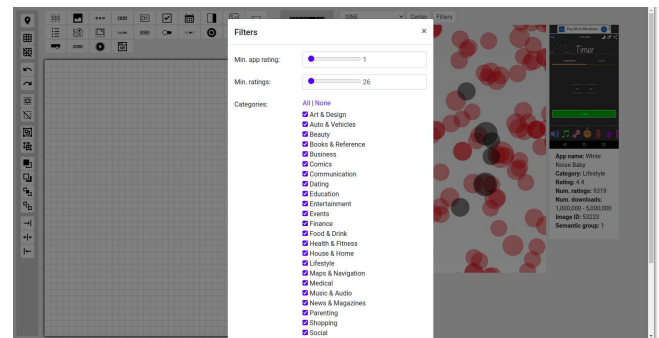 tSNE
Center
Filters
Filters
×
Min. app rating:
1
Min. ratings:
26
Categories:
All | None
Art & Design
Auto & Vehicles
Beauty
Books & Reference
Business
Comics
Communication
Dating
Education
Entertainment
Events
Finance
Food & Drink
Health & Fitness
House & Home
Lifestyle
Maps & Navigation
Medical
Music & Audio
News & Magazines
Parenting
Shopping
Social
Timer
App name: White
Noise Baby
Category: Lifestyle
Rating: 4.4
Num. ratings: 9319
Num. downloads:
1,000,000 - 5,000,000
Image ID: 53233
Semantic group: 1